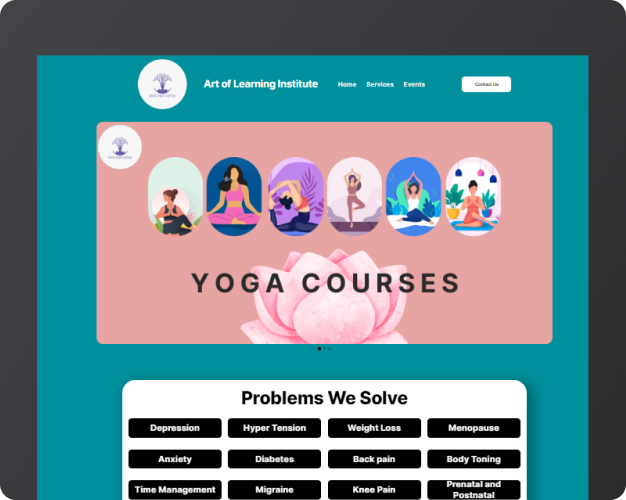 Art of Learning Institute
Home Services Events
Contact Us
YOGA COURSES
Problems We Solve
Depression Hyper Tension Weight Loss Menopause
Anxiety Diabetes Back pain Body Toning
Time Management Migraine Knee Pain Prenatal and
Postnatal